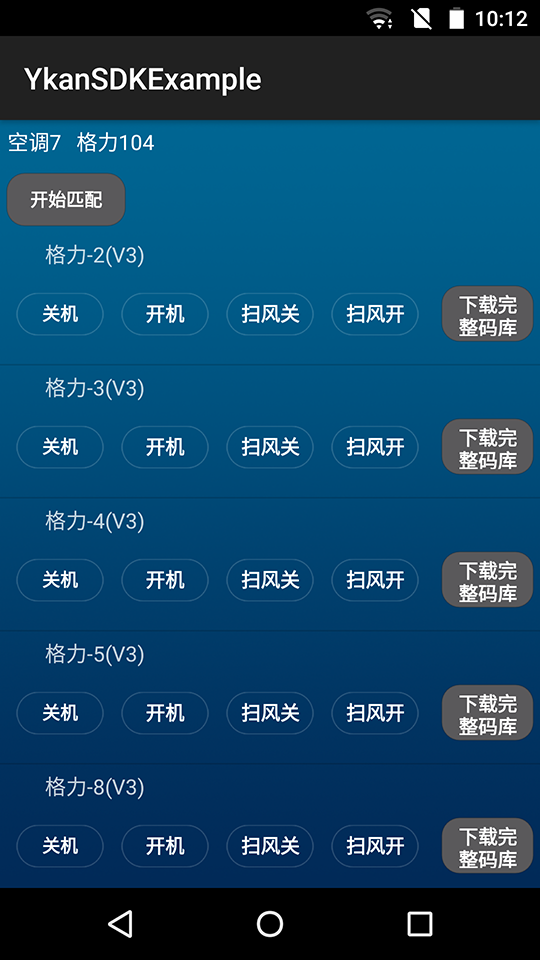 10:12
YkanSDKExample
空调7 格力104
开始匹配
格力-2(V3)
关机 开机 扫风关 扫风开 下载完
整码库
格力-3(V3)
关机 开机 扫风关 扫风开 下载完
整码库
格力-4(V3)
关机 开机 扫风关 扫风开 下载完
整码库
格力-5(V3)
关机 开机 扫风关 扫风开 下载完
整码库
格力-8(V3)
关机 开机 扫风关 扫风开 下载完
整码库